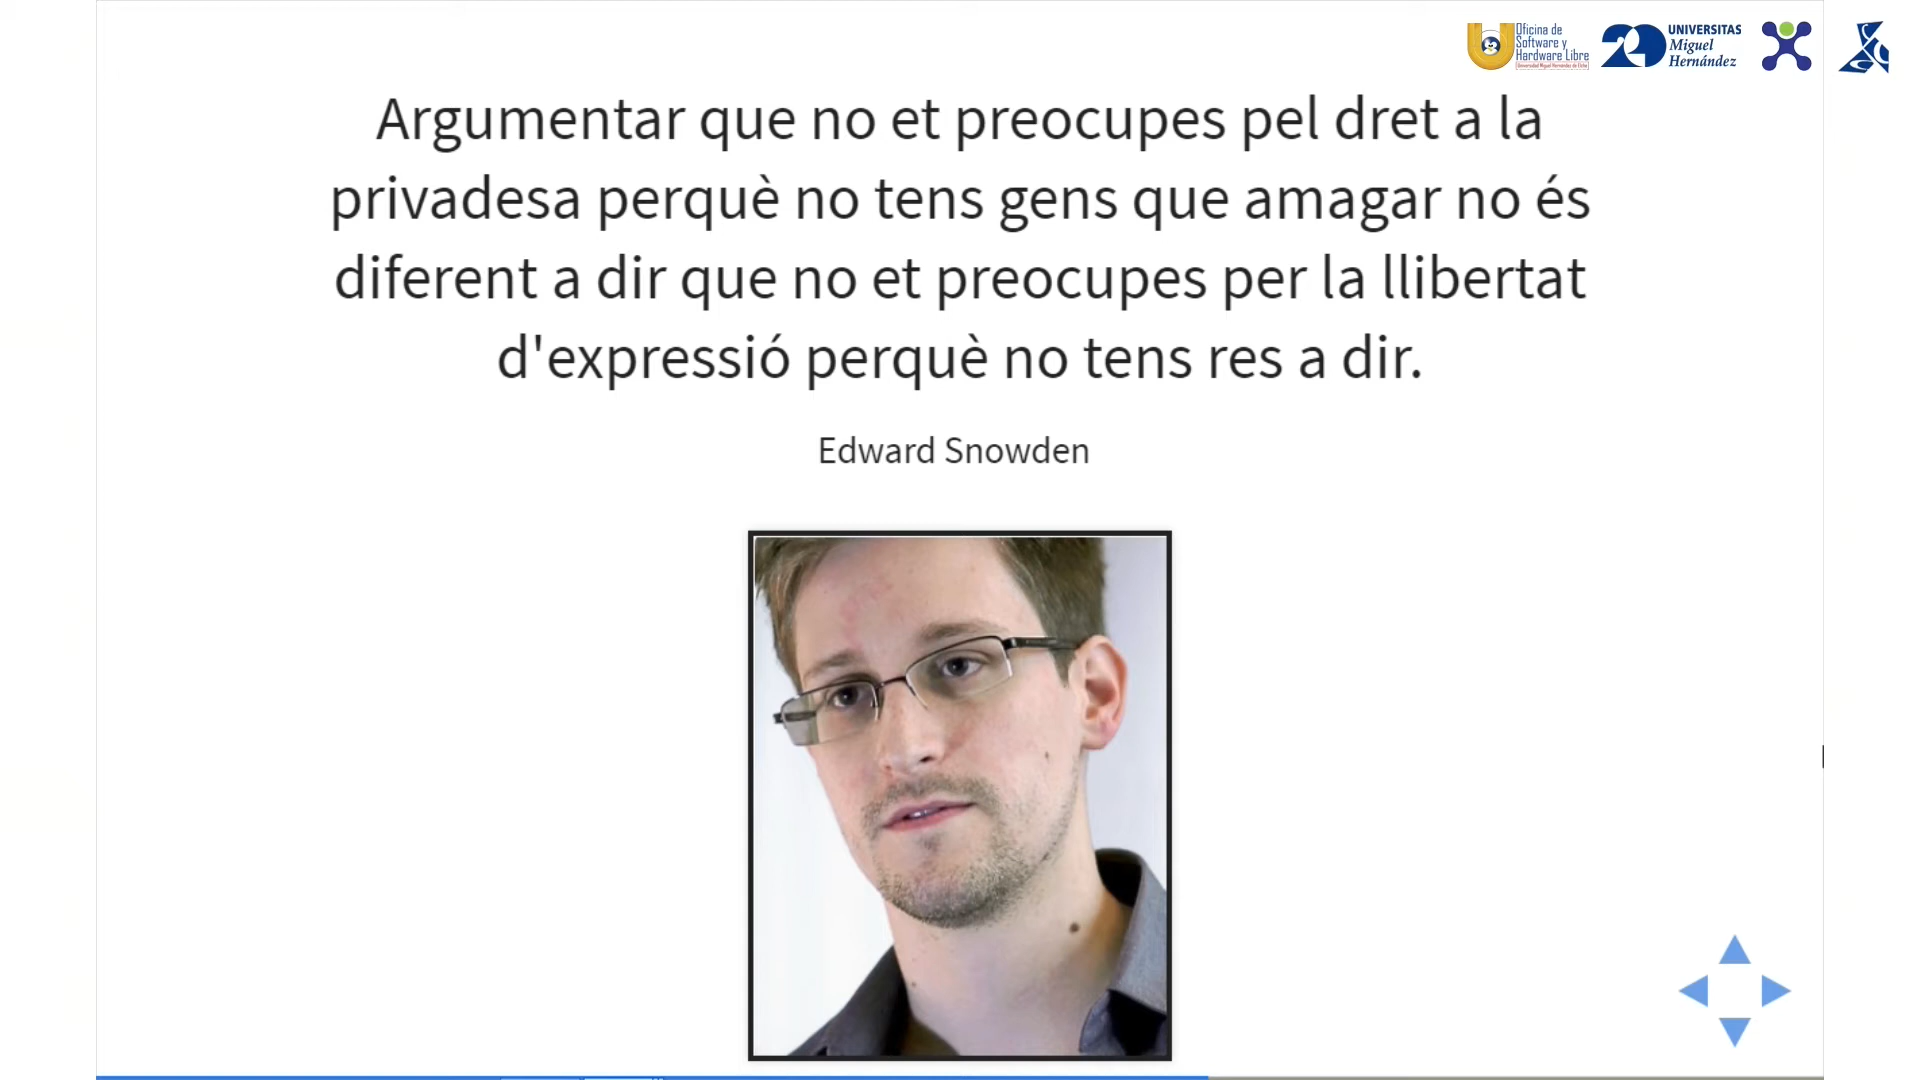 Oficina de
Software y
Hardware Libre
Universidad Miguel Hernández de Elche
20
UNIVERSITAS
Miguel
Hernández
Argumentar que no et preocupes pel dret a la
privadesa perquè no tens gens que amagar no és
diferent a dir que no et preocupes per la llibertat
d'expressió perquè no tens res a dir.
Edward Snowden